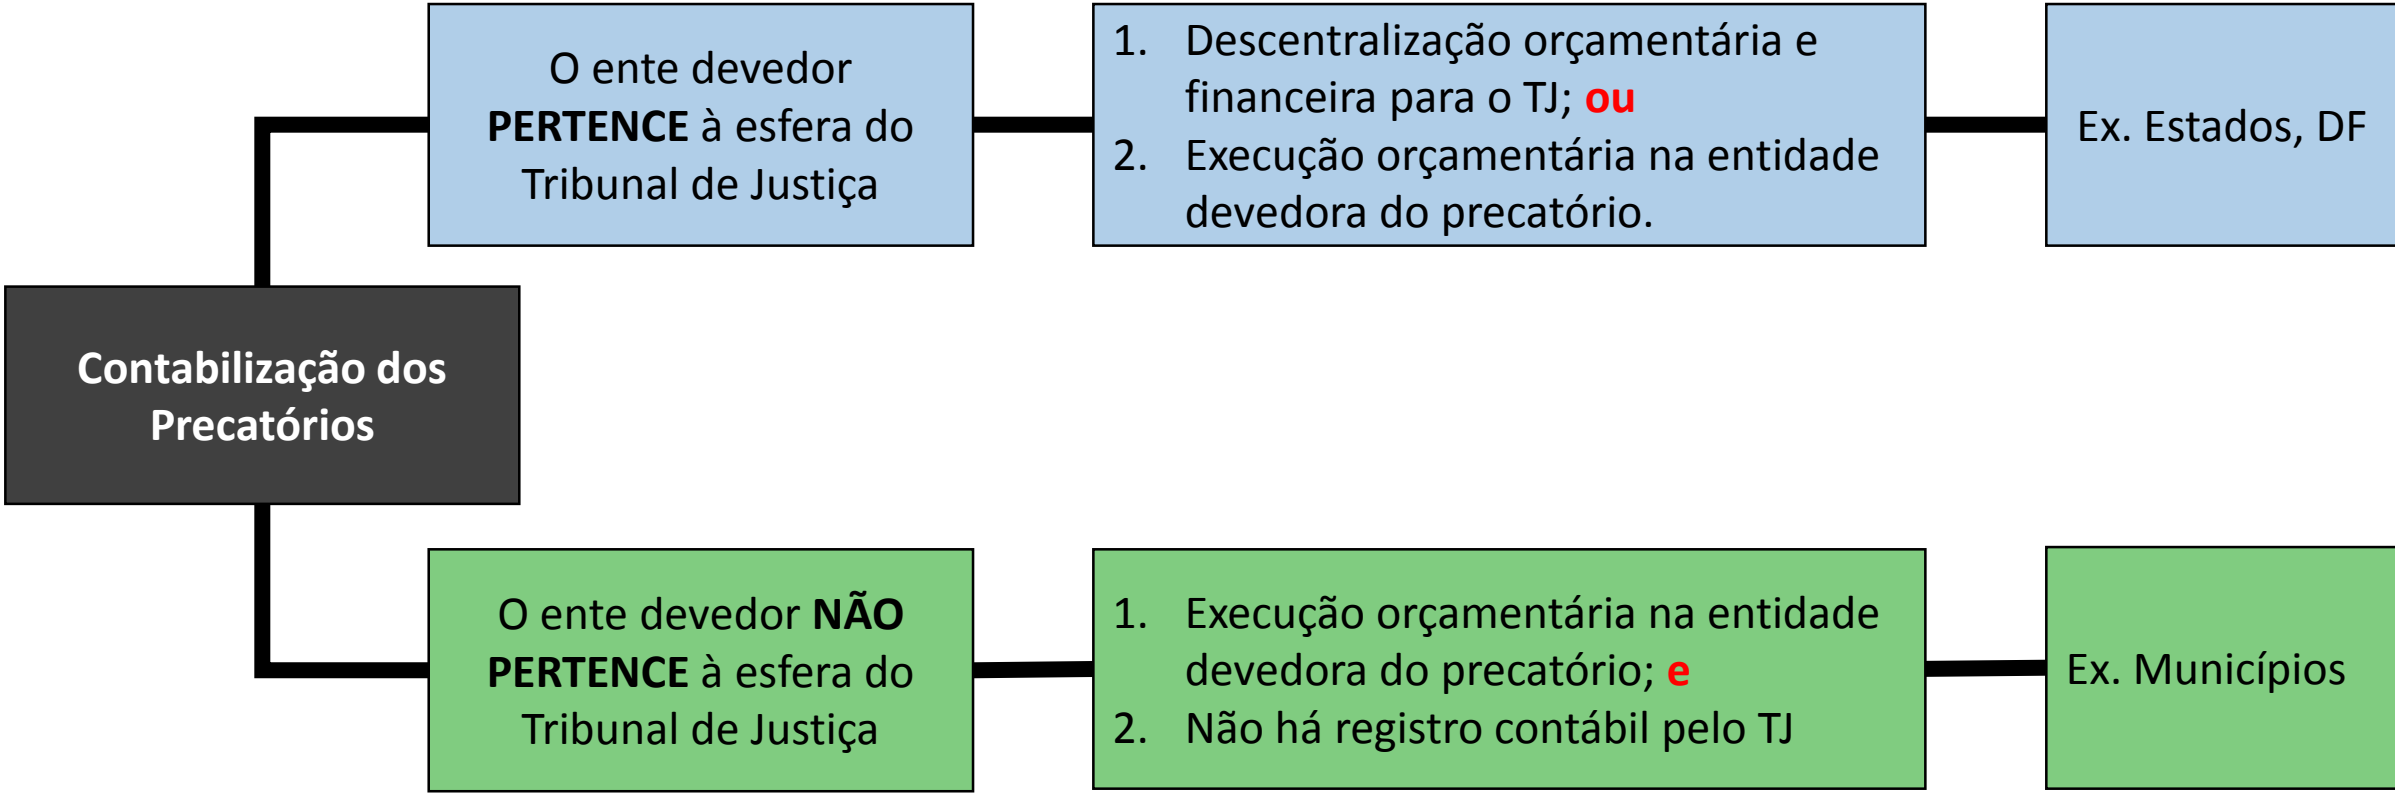 O ente devedor
PERTENCE à esfera do
Tribunal de Justiça
1. Descentralização orçamentária e
financeira para o TJ; ou
2. Execução orçamentária na entidade
devedora do precatório.
Ex. Estados, DF
Contabilização dos
Precatórios
O ente devedor NÃO
PERTENCE à esfera do
Tribunal de Justiça
1. Execução orçamentária na entidade
devedora do precatório; e
2. Não há registro contábil pelo TJ
Ex. Municípios